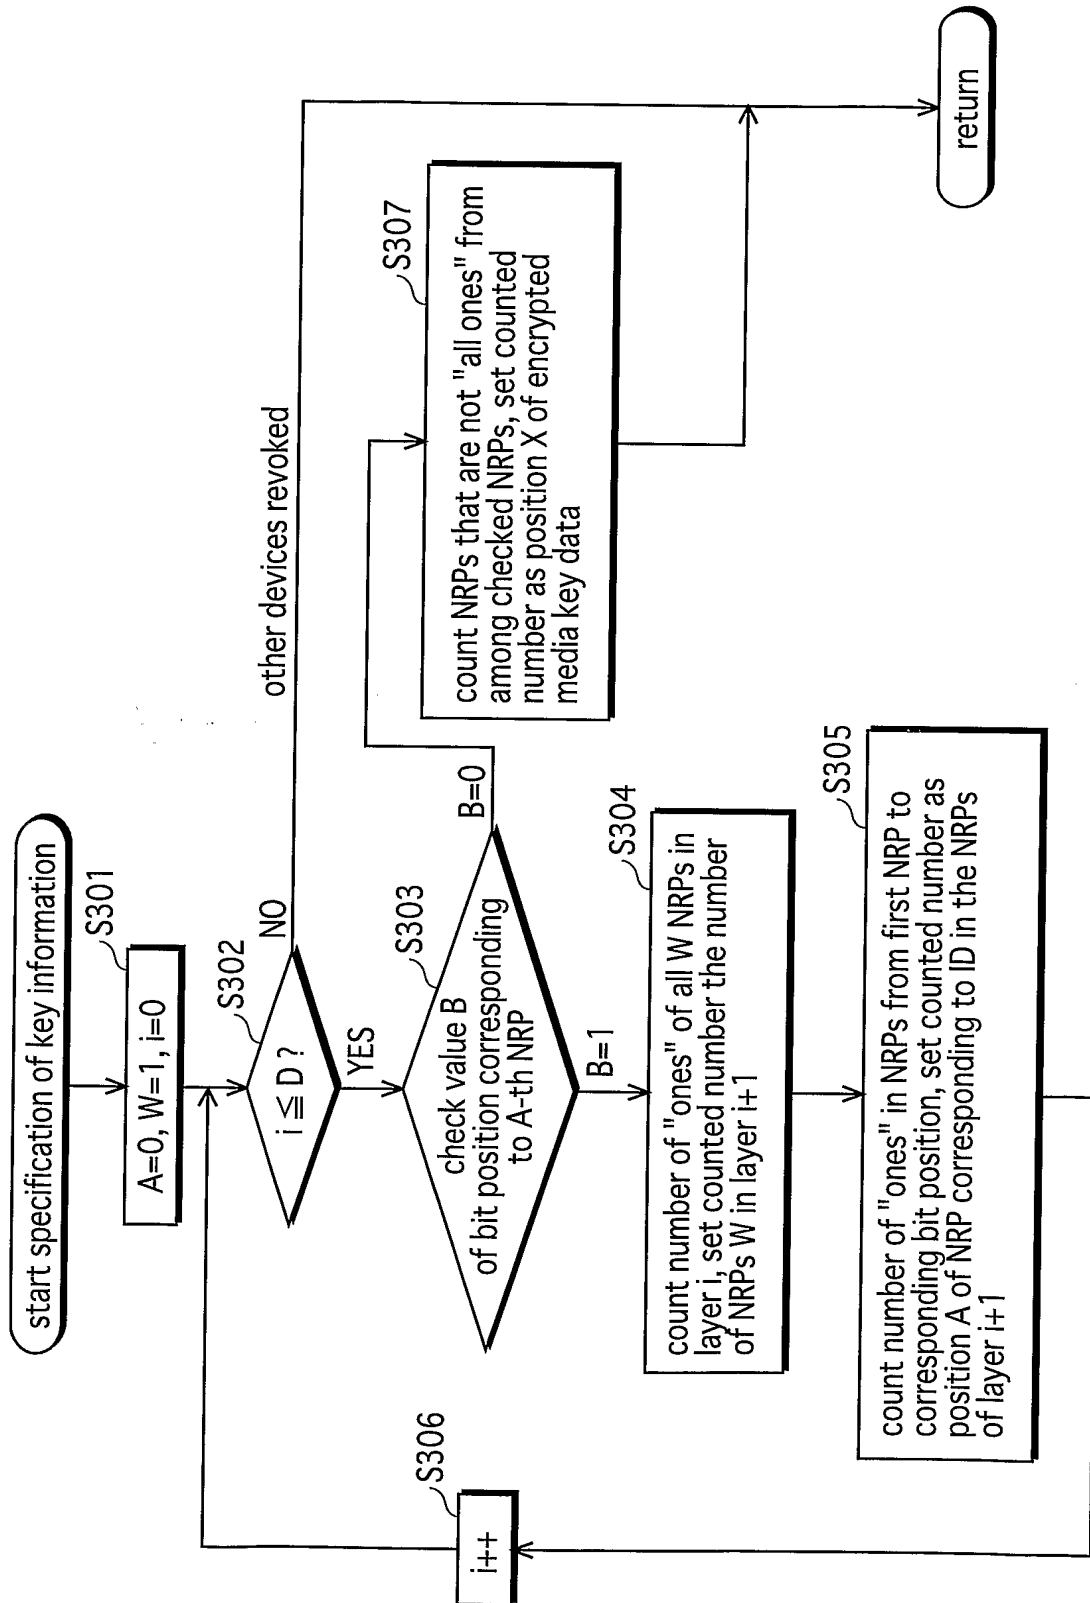 start specification of key information
S301
A=0, W=1, i=0
S302
i ≦ D ?
NO
other devices revoked
YES
S303
check value B
of bit position corresponding
to A-th NRP
B=0
B=1
S307
count NRPs that are not "all ones" from
among checked NRPs, set counted
number as position X of encrypted
media key data
S304
count number of "ones" of all W NRPs in
layer i, set counted number the number
of NRPs W in layer i+1
S305
count number of "ones" in NRPs from first NRP to
corresponding bit position, set counted number as
position A of NRP corresponding to ID in the NRPs
of layer i+1
S306
i++
return